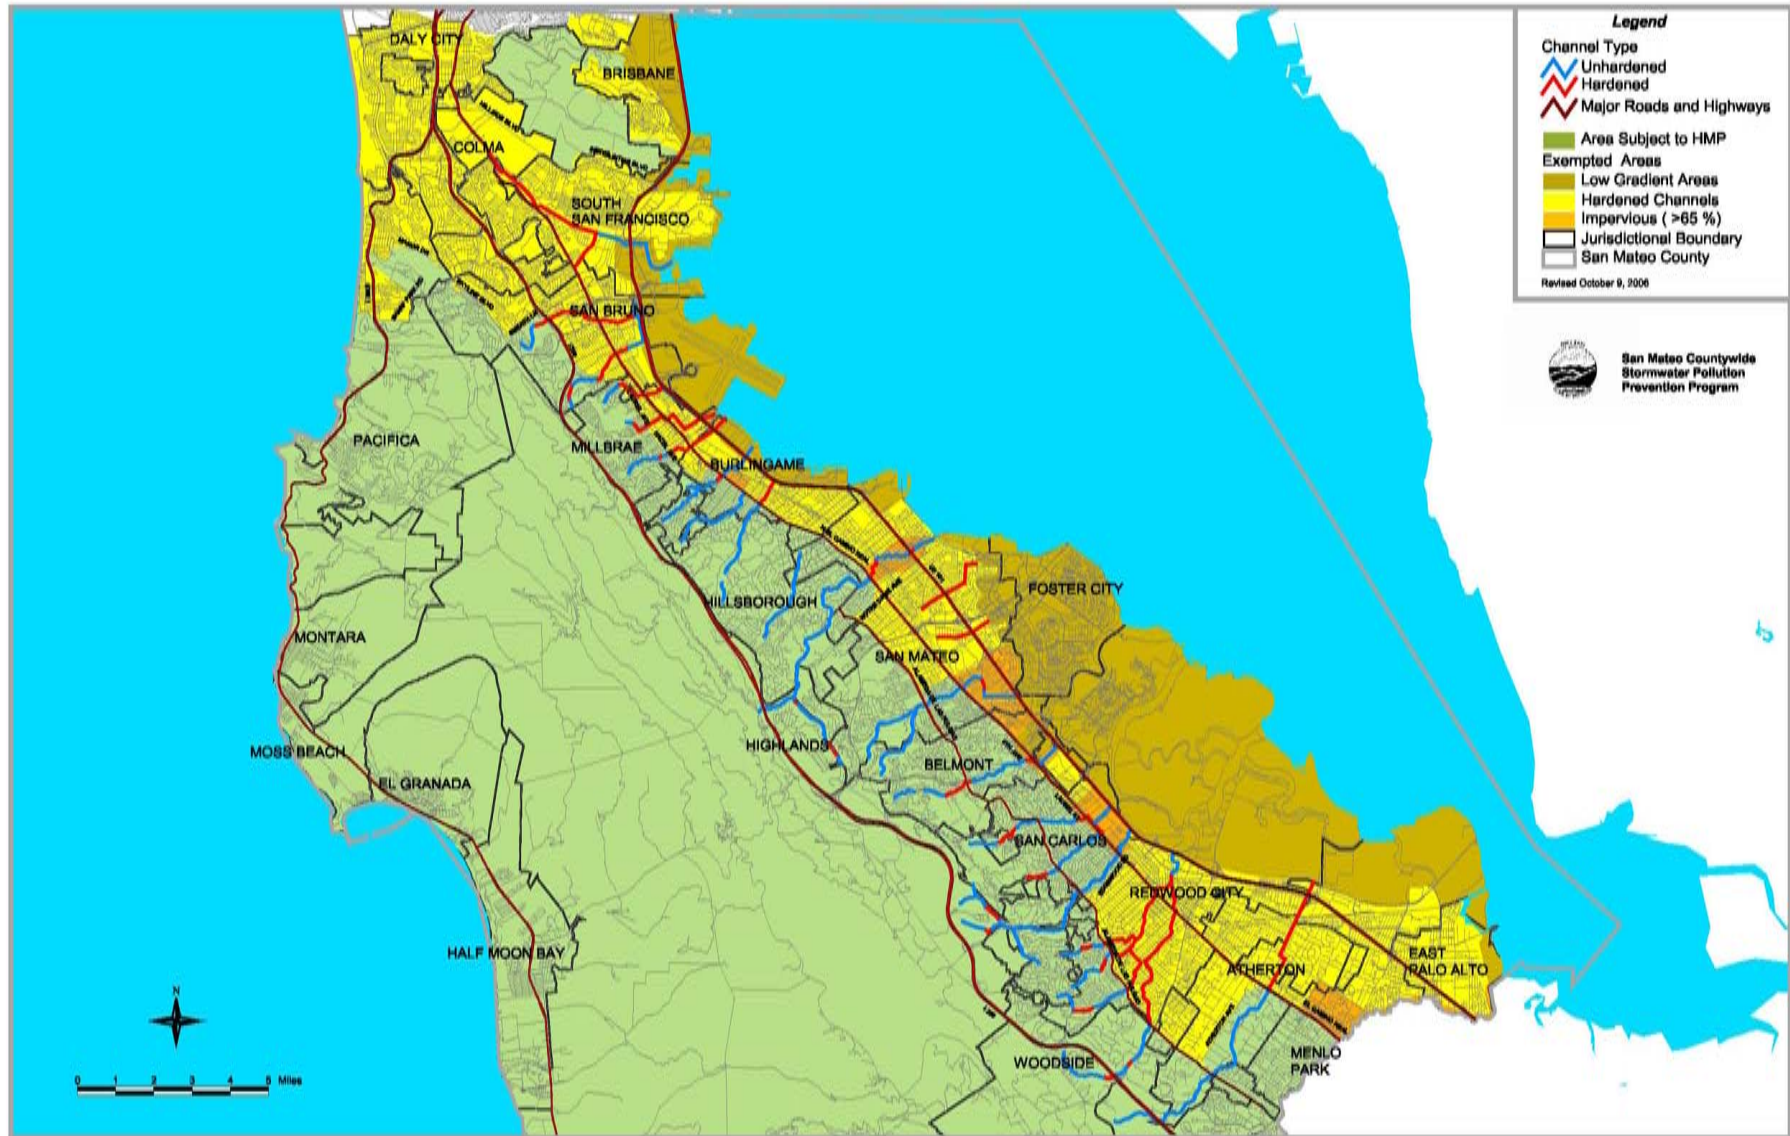 Legend
Channel Type
Unhardened
Hardened
Major Roads and Highways
Area Subject to HMP
Exempted Areas
Low Gradient Areas
Hardened Channels
Impervious ( >65 %)
Jurisdictional Boundary
San Mateo County
Revised October 9, 2006
San Mateo Countywide
Stormwater Pollution
Prevention Program
DALY CITY
BRISBANE
COLMA
SOUTH
SAN FRANCISCO
SAN BRUNO
PACIFICA
MILLBRAE
BURLINGAME
HILLSBOROUGH
FOSTER CITY
MONTARA
SAN MATEO
MOSS BEACH
HIGHLANDS
EL GRANADA
BELMONT
SAN CARLOS
REDWOOD CITY
HALF MOON BAY
ATHERTON
EAST
PALO ALTO
WOODSIDE
MENLO
PARK
N
0 1 2 3 4 5 Miles